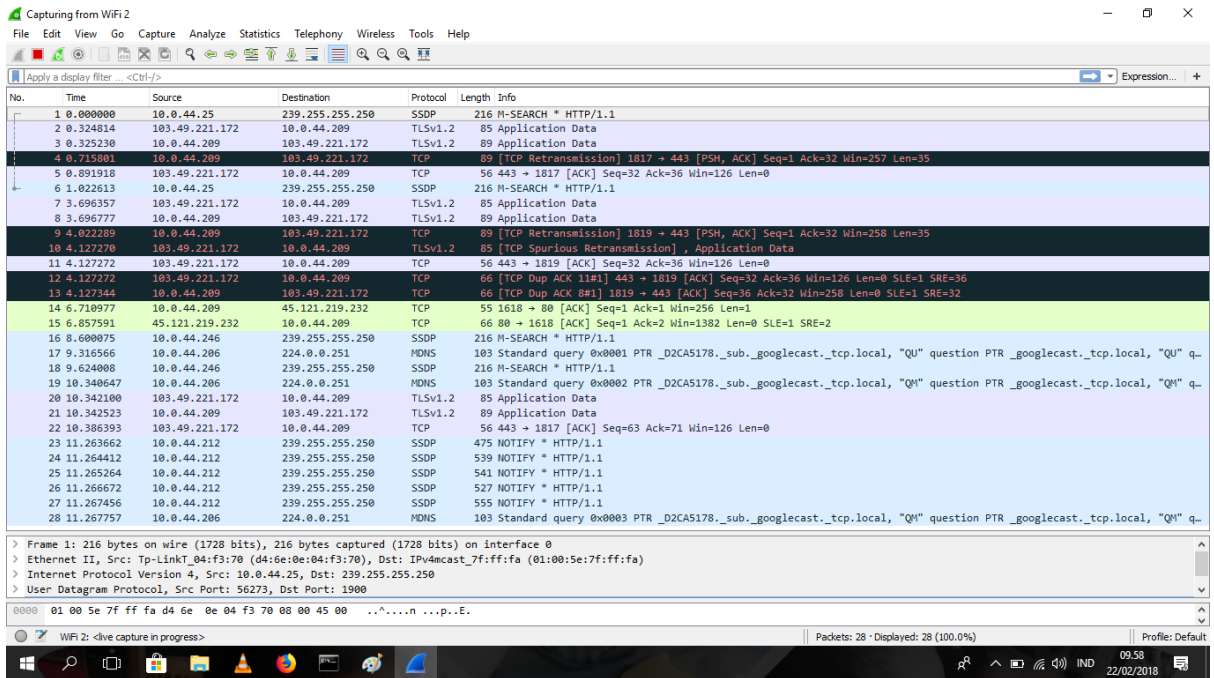 Capturing from WiFi 2
File Edit View Go Capture Analyze Statistics Telephony Wireless Tools Help
Apply a display filter ... <Ctrl-/> Expression... +
No. Time Source Destination Protocol Length Info
1 0.000000 10.0.44.25 239.255.255.250 SSDP 216 M-SEARCH * HTTP/1.1
2 0.324814 103.49.221.172 10.0.44.209 TLSv1.2 85 Application Data
3 0.325230 10.0.44.209 103.49.221.172 TLSv1.2 89 Application Data
4 0.715801 10.0.44.209 103.49.221.172 TCP 89 [TCP Retransmission] 1817 → 443 [PSH, ACK] Seq=1 Ack=32 Win=257 Len=35
5 0.891918 103.49.221.172 10.0.44.209 TCP 56 443 → 1817 [ACK] Seq=32 Ack=36 Win=126 Len=0
6 1.022613 10.0.44.25 239.255.255.250 SSDP 216 M-SEARCH * HTTP/1.1
7 3.696357 103.49.221.172 10.0.44.209 TLSv1.2 85 Application Data
8 3.696777 10.0.44.209 103.49.221.172 TLSv1.2 89 Application Data
9 4.022289 10.0.44.209 103.49.221.172 TCP 89 [TCP Retransmission] 1819 → 443 [PSH, ACK] Seq=1 Ack=32 Win=258 Len=35
10 4.127270 103.49.221.172 10.0.44.209 TLSv1.2 85 [TCP Spurious Retransmission] , Application Data
11 4.127272 103.49.221.172 10.0.44.209 TCP 56 443 → 1819 [ACK] Seq=32 Ack=36 Win=126 Len=0
12 4.127272 103.49.221.172 10.0.44.209 TCP 66 [TCP Dup ACK 11#1] 443 → 1819 [ACK] Seq=32 Ack=36 Win=126 Len=0 SLE=1 SRE=36
13 4.127344 10.0.44.209 103.49.221.172 TCP 66 [TCP Dup ACK 8#1] 1819 → 443 [ACK] Seq=36 Ack=32 Win=258 Len=0 SLE=1 SRE=32
14 6.710977 10.0.44.209 45.121.219.232 TCP 55 1618 → 80 [ACK] Seq=1 Ack=1 Win=256 Len=1
15 6.857591 45.121.219.232 10.0.44.209 TCP 66 80 → 1618 [ACK] Seq=1 Ack=2 Win=1382 Len=0 SLE=1 SRE=2
16 8.600075 10.0.44.246 239.255.255.250 SSDP 216 M-SEARCH * HTTP/1.1
17 9.316566 10.0.44.206 224.0.0.251 MDNS 103 Standard query 0x0001 PTR _D2CA5178._sub._googlecast._tcp.local, "QU" question PTR _googlecast._tcp.local, "QU" q...
18 9.624008 10.0.44.246 239.255.255.250 SSDP 216 M-SEARCH * HTTP/1.1
19 10.340647 10.0.44.206 224.0.0.251 MDNS 103 Standard query 0x0002 PTR _D2CA5178._sub._googlecast._tcp.local, "QM" question PTR _googlecast._tcp.local, "QM" q...
20 10.342100 103.49.221.172 10.0.44.209 TLSv1.2 85 Application Data
21 10.342523 10.0.44.209 103.49.221.172 TLSv1.2 89 Application Data
22 10.386393 103.49.221.172 10.0.44.209 TCP 56 443 → 1817 [ACK] Seq=63 Ack=71 Win=126 Len=0
23 11.263662 10.0.44.212 239.255.255.250 SSDP 475 NOTIFY * HTTP/1.1
24 11.264412 10.0.44.212 239.255.255.250 SSDP 539 NOTIFY * HTTP/1.1
25 11.265264 10.0.44.212 239.255.255.250 SSDP 541 NOTIFY * HTTP/1.1
26 11.266672 10.0.44.212 239.255.255.250 SSDP 527 NOTIFY * HTTP/1.1
27 11.267456 10.0.44.212 239.255.255.250 SSDP 555 NOTIFY * HTTP/1.1
28 11.267757 10.0.44.206 224.0.0.251 MDNS 103 Standard query 0x0003 PTR _D2CA5178._sub._googlecast._tcp.local, "QM" question PTR _googlecast._tcp.local, "QM" q...
> Frame 1: 216 bytes on wire (1728 bits), 216 bytes captured (1728 bits) on interface 0
> Ethernet II, Src: Tp-LinkT_04:f3:70 (d4:6e:0e:04:f3:70), Dst: IPv4mcast_7f:ff:fa (01:00:5e:7f:ff:fa)
> Internet Protocol Version 4, Src: 10.0.44.25, Dst: 239.255.255.250
> User Datagram Protocol, Src Port: 56273, Dst Port: 1900
0000 01 00 5e 7f ff fa d4 6e 0e 04 f3 70 08 00 45 00 ..^....n ...p..E.
WiFi 2: <live capture in progress> Packets: 28 · Displayed: 28 (100.0%) Profile: Default
IND 09.58
22/02/2018